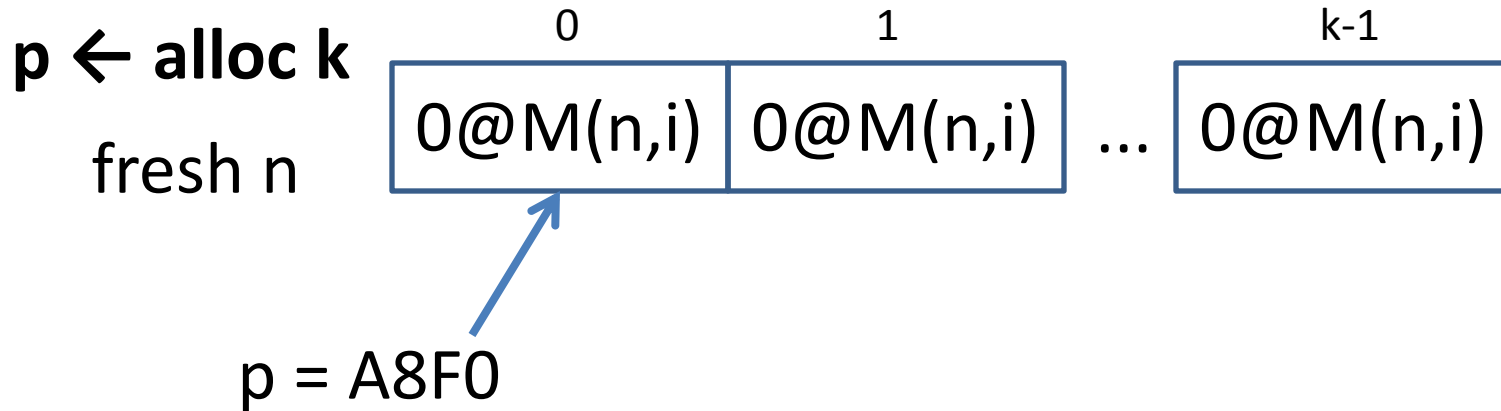 0 1 k-1
p ← alloc k
0@M(n,i) 0@M(n,i) ... 0@M(n,i)
fresh n
p = A8F0